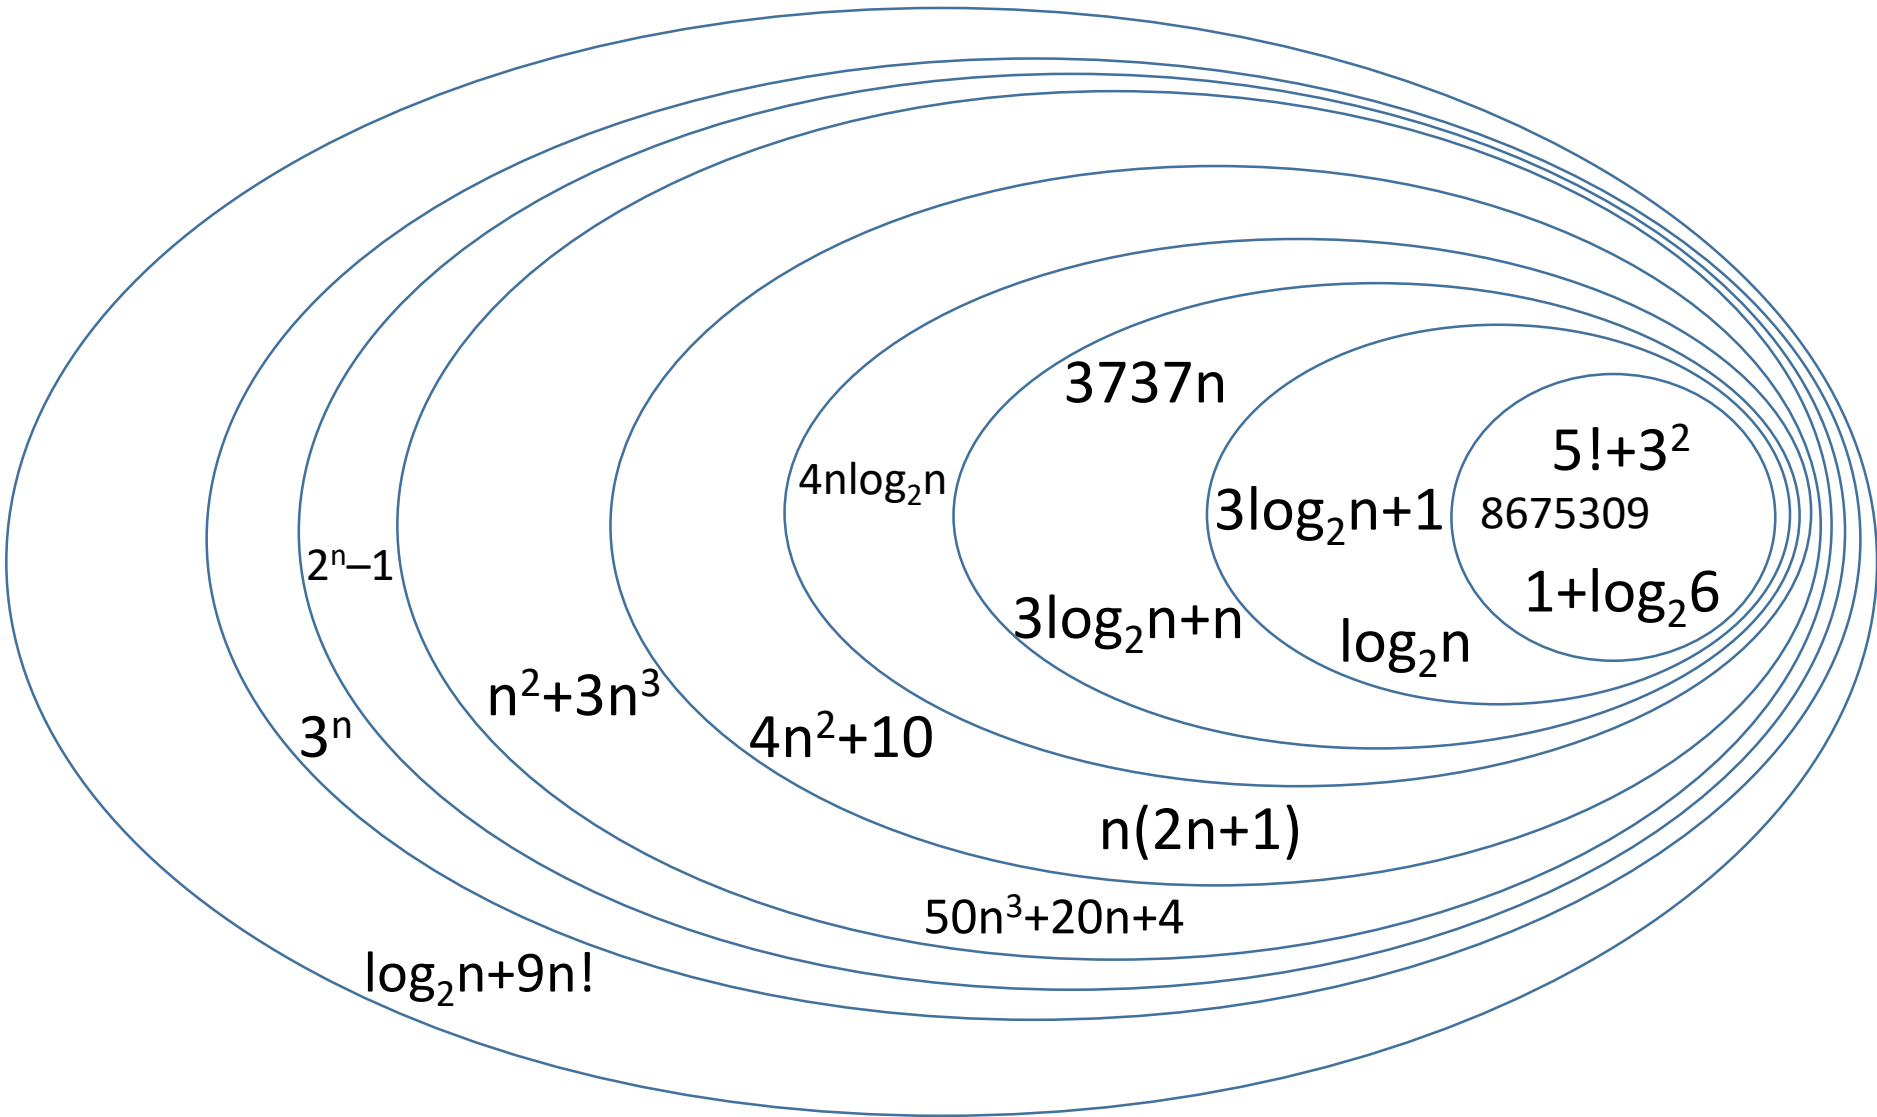 3737n
5!+3²
4nlog₂n
3log₂n+1
8675309
2ⁿ–1
1+log₂6
3log₂n+n
log₂n
n²+3n³
3ⁿ
4n²+10
n(2n+1)
50n³+20n+4
log₂n+9n!